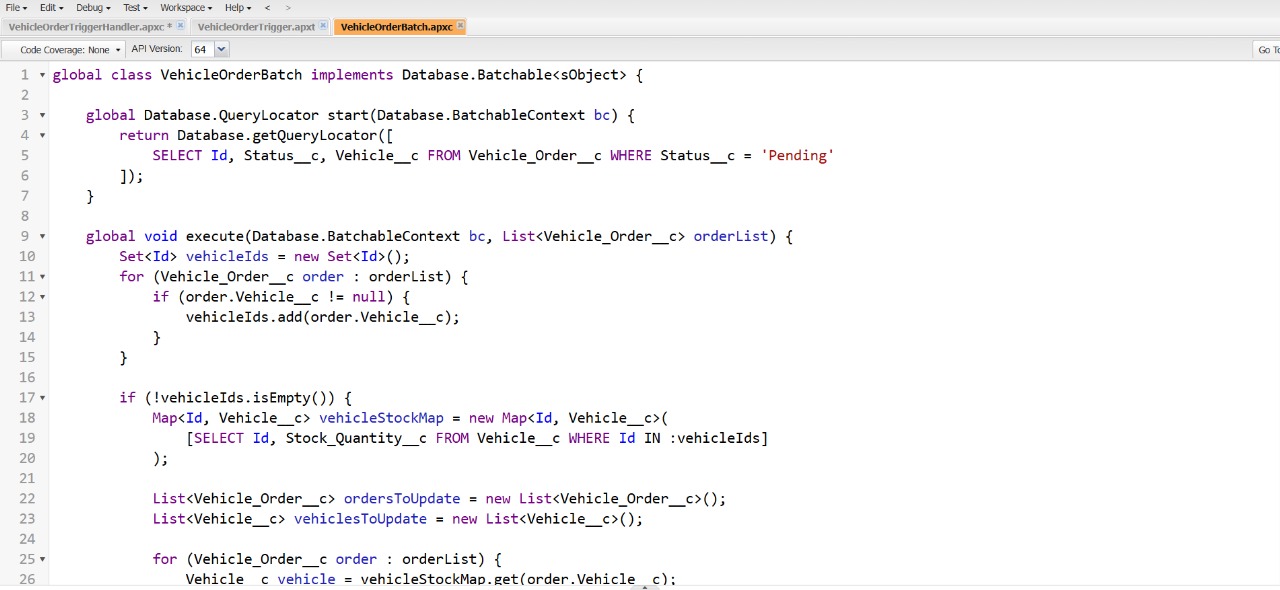 File Edit Debug Test Workspace Help < >
VehicleOrderTriggerHandler.apxc * VehicleOrderTrigger.apxt VehicleOrderBatch.apxc
Code Coverage: None API Version: 64 Go To
1 global class VehicleOrderBatch implements Database.Batchable<sObject> {
2
3 global Database.QueryLocator start(Database.BatchableContext bc) {
4 return Database.getQueryLocator([
5 SELECT Id, Status__c, Vehicle__c FROM Vehicle_Order__c WHERE Status__c = 'Pending'
6 ]);
7 }
8
9 global void execute(Database.BatchableContext bc, List<Vehicle_Order__c> orderList) {
10 Set<Id> vehicleIds = new Set<Id>();
11 for (Vehicle_Order__c order : orderList) {
12 if (order.Vehicle__c != null) {
13 vehicleIds.add(order.Vehicle__c);
14 }
15 }
16
17 if (!vehicleIds.isEmpty()) {
18 Map<Id, Vehicle__c> vehicleStockMap = new Map<Id, Vehicle__c>(
19 [SELECT Id, Stock_Quantity__c FROM Vehicle__c WHERE Id IN :vehicleIds]
20 );
21
22 List<Vehicle_Order__c> ordersToUpdate = new List<Vehicle_Order__c>();
23 List<Vehicle__c> vehiclesToUpdate = new List<Vehicle__c>();
24
25 for (Vehicle_Order__c order : orderList) {
26 Vehicle__c vehicle = vehicleStockMap.get(order.Vehicle__c);